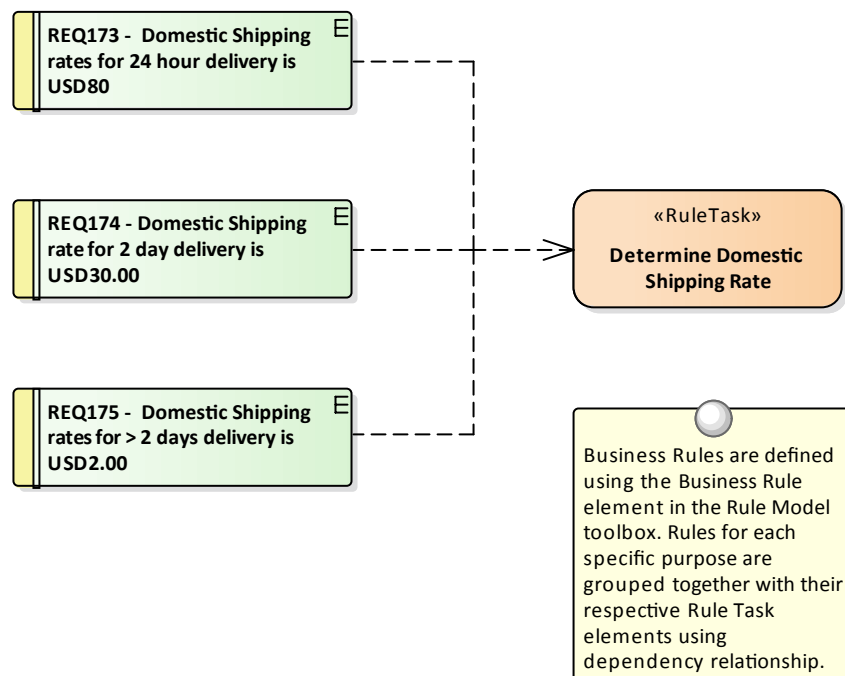 REQ173 -  Domestic Shipping
rates for 24 hour delivery is
USD80
E
REQ174 - Domestic Shipping
rate for 2 day delivery is
USD30.00
E
REQ175 -  Domestic Shipping
rates for > 2 days delivery is
USD2.00
E
«RuleTask»
Determine Domestic
Shipping Rate
Business Rules are defined
using the Business Rule
element in the Rule Model
toolbox. Rules for each
specific purpose are
grouped together with their
respective Rule Task
elements using
dependency relationship.